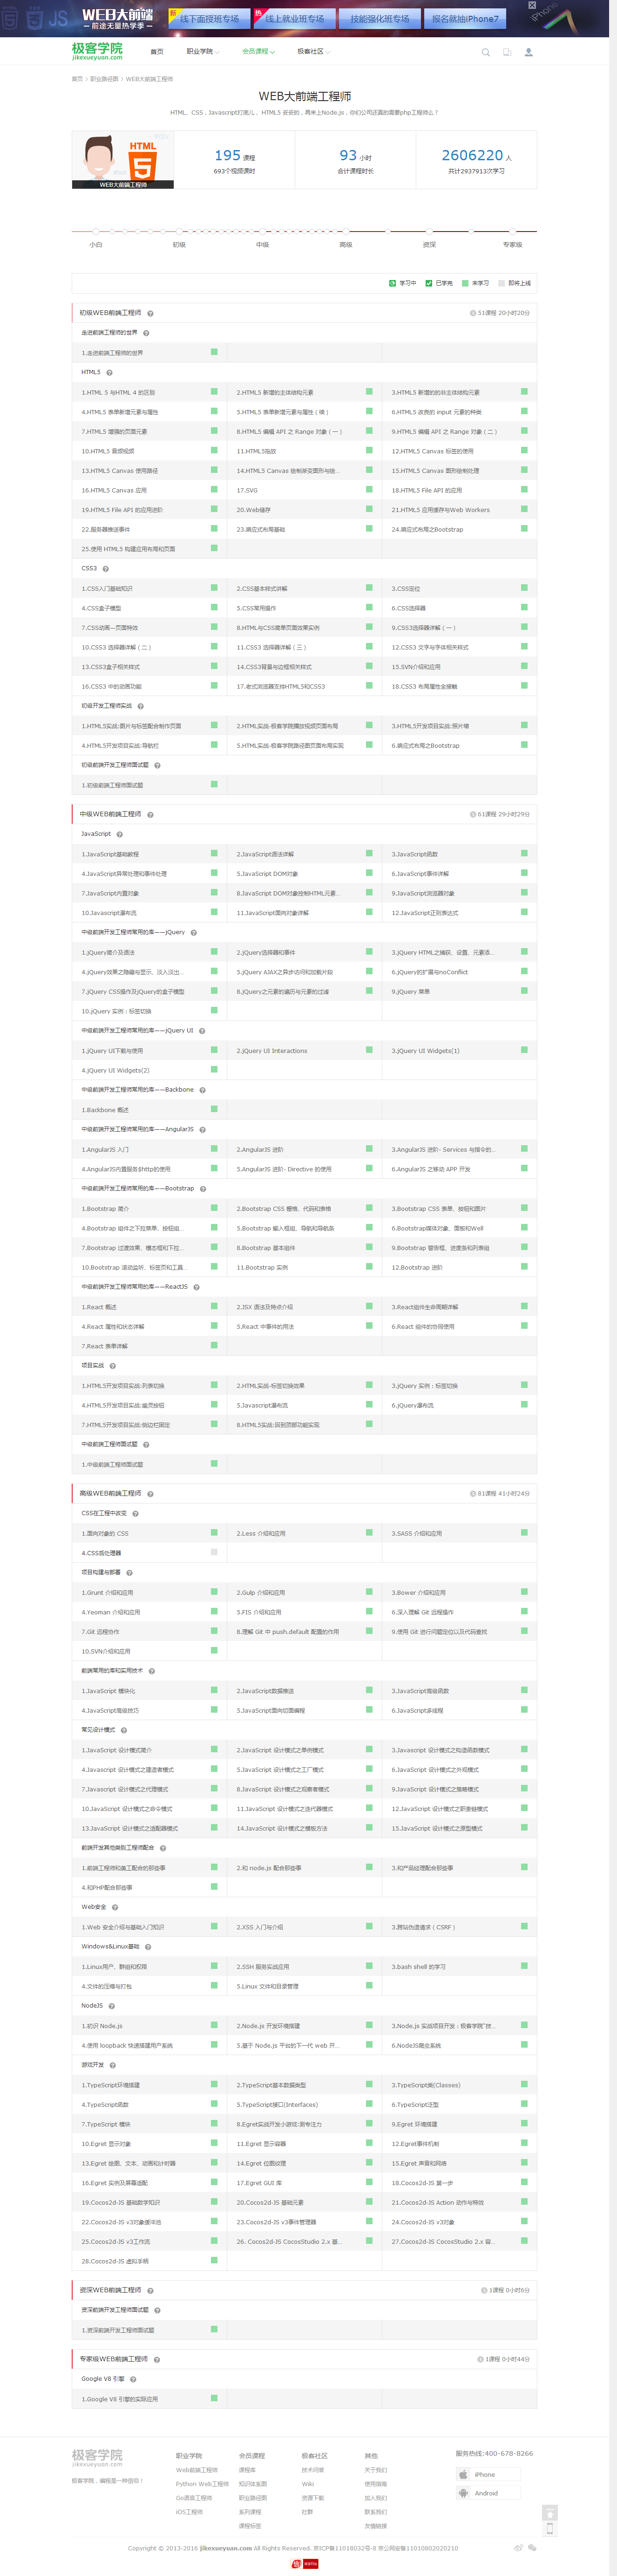 WEB大前端
——前途无量热学季——
新
线下面授班专场
热
线上就业班专场
技能强化班专场
报名就抽iPhone7
极客学院
jikexueyuan.com
首页
职业学院
会员课程
极客社区
首页 > 职业路径图 > WEB大前端工程师
WEB大前端工程师
HTML
WEB大前端工程师
195 课程
693个视频课时
93 小时
合计课程时长
2606220 人
共计2937913次学习
小白
初级
中级
高级
资深
专家级
学习中
已学完
未学习
即将上线
初级WEB前端工程师
51课程 20小时20分
走进前端工程师的世界
1.走进前端工程师的世界
HTML5
1.HTML 5 与HTML 4 的区别
2.HTML5 新增的主体结构元素
3.HTML5 新增的的非主体结构元素
4.HTML5 表单新增元素与属性
5.HTML5 表单新增元素与属性（续）
6.HTML5 改良的 input 元素的种类
7.HTML5 增强的页面元素
8.HTML5 编辑 API 之 Range 对象（一）
9.HTML5 编辑 API 之 Range 对象（二）
10.HTML5 音频视频
11.HTML5拖放
12.HTML5 Canvas 标签的使用
13.HTML5 Canvas 使用路径
14.HTML5 Canvas 绘制渐变图形与绘...
15.HTML5 Canvas 图形绘制处理
16.HTML5 Canvas 应用
17.SVG
18.HTML5 File API 的应用
19.HTML5 File API 的应用进阶
20.Web储存
21.HTML5 应用缓存与Web Workers
22.服务器推送事件
23.响应式布局基础
24.响应式布局之Bootstrap
25.使用 HTML5 构建应用布局和页面
CSS3
1.CSS入门基础知识
2.CSS基本样式讲解
3.CSS定位
4.CSS盒子模型
5.CSS常用操作
6.CSS选择器
7.CSS动画—页面特效
8.HTML与CSS简单页面效果实例
9.CSS3选择器详解（一）
10.CSS3 选择器详解（二）
11.CSS3 选择器详解（三）
12.CSS3 文字与字体相关样式
13.CSS3盒子相关样式
14.CSS3背景与边框相关样式
15.SVN介绍和应用
16.CSS3 中的动画功能
17.老式浏览器支持HTML5和CSS3
18.CSS3 布局属性全接触
初级开发工程师实战
1.HTML5实战:图片与标签配合制作页面
2.HTML实战-极客学院播放视频页面布局
3.HTML5开发项目实战:照片墙
4.HTML5开发项目实战:导航栏
5.HTML实战-极客学院路径图页面布局实现
6.响应式布局之Bootstrap
初级前端开发工程师面试题
1.初级前端工程师面试题
中级WEB前端工程师
61课程 29小时29分
JavaScript
1.JavaScript基础教程
2.JavaScript语法详解
3.JavaScript函数
4.JavaScript异常处理和事件处理
5.JavaScript DOM对象
6.JavaScript事件详解
7.JavaScript内置对象
8.JavaScript DOM对象控制HTML元素...
9.JavaScript浏览器对象
10.Javascript瀑布流
11.JavaScript面向对象详解
12.JavaScript正则表达式
中级前端开发工程师常用的库——jQuery
1.jQuery简介及语法
2.jQuery选择器和事件
3.jQuery HTML之捕获、设置、元素添...
4.jQuery效果之隐藏与显示、淡入淡出...
5.jQuery AJAX之异步访问和加载片段
6.jQuery的扩展与noConflict
7.jQuery CSS操作及jQuery的盒子模型
8.jQuery之元素的遍历与元素的过滤
9.jQuery 菜单
10.jQuery 实例：标签切换
中级前端开发工程师常用的库——jQuery UI
1.jQuery UI下载与使用
2.jQuery UI Interactions
3.jQuery UI Widgets(1)
4.jQuery UI Widgets(2)
中级前端开发工程师常用的库——Backbone
1.Backbone 概述
中级前端开发工程师常用的库——AngularJS
1.AngularJS 入门
2.AngularJS 进阶
3.AngularJS 进阶- Services 与指令的...
4.AngularJS内置服务$http的使用
5.AngularJS 进阶- Directive 的使用
6.AngularJS 之移动 APP 开发
中级前端开发工程师常用的库——Bootstrap
1.Bootstrap 简介
2.Bootstrap CSS 栅格、代码和表格
3.Bootstrap CSS 表单、按钮和图片
4.Bootstrap 组件之下拉菜单、按钮组...
5.Bootstrap 输入框组、导航和导航条
6.Bootstrap媒体对象、面板和Well
7.Bootstrap 过渡效果、模态框和下拉...
8.Bootstrap 基本组件
9.Bootstrap 警告框、进度条和列表组
10.Bootstrap 滚动监听、标签页和工具...
11.Bootstrap 实例
12.Bootstrap 进阶
中级前端开发工程师常用的库——ReactJS
1.React 概述
2.JSX 语法及特点介绍
3.React组件生命周期详解
4.React 属性和状态详解
5.React 中事件的用法
6.React 组件的协同使用
7.React 表单详解
项目实战
1.HTML5开发项目实战:列表切换
2.HTML实战-标签切换效果
3.jQuery 实例：标签切换
4.HTML5开发项目实战:幽灵按钮
5.Javascript瀑布流
6.jQuery瀑布流
7.HTML5开发项目实战:侧边栏固定
8.HTML5实战:回到顶部功能实现
中级前端开发工程师面试题
1.中级前端工程师面试题
高级WEB前端工程师
81课程 41小时24分
CSS在工程中改变
1.面向对象的 CSS
2.Less 介绍和应用
3.SASS 介绍和应用
4.CSS后处理器
项目构建与部署
1.Grunt 介绍和应用
2.Gulp 介绍和应用
3.Bower 介绍和应用
4.Yeoman 介绍和应用
5.FIS 介绍和应用
6.深入理解 Git 远程操作
7.Git 远程协作
8.理解 Git 中 push.default 配置的作用
9.使用 Git 进行问题定位以及代码查找
10.SVN介绍和应用
前端常用的库和实用技术
1.JavaScript 模块化
2.JavaScript数据推送
3.JavaScript高级函数
4.JavaScript高级技巧
5.JavaScript面向切面编程
6.JavaScript多线程
常见设计模式
1.JavaScript 设计模式简介
2.JavaScript 设计模式之单例模式
3.Javascript 设计模式之构造函数模式
4.Javascript 设计模式之建造者模式
5.JavaScript 设计模式之工厂模式
6.JavaScript 设计模式之外观模式
7.Javascript 设计模式之代理模式
8.JavaScript 设计模式之观察者模式
9.JavaScript 设计模式之策略模式
10.JavaScript 设计模式之命令模式
11.JavaScript 设计模式之迭代器模式
12.JavaScript 设计模式之职责链模式
13.JavaScript 设计模式之适配器模式
14.JavaScript 设计模式之模板方法
15.JavaScript 设计模式之原型模式
前端开发其他类别工程师配合
1.前端工程师和美工配合的那些事
2.和 node.js 配合那些事
3.和产品经理配合那些事
4.和PHP配合那些事
Web安全
1.Web 安全介绍与基础入门知识
2.XSS 入门与介绍
3.跨站伪造请求（CSRF）
Windows&Linux基础
1.Linux用户、群组和权限
2.SSH 服务实战应用
3.bash shell 的学习
4.文件的压缩与打包
5.Linux 文件和目录管理
NodeJS
1.初识 Node.js
2.Node.js 开发环境搭建
3.Node.js 实战项目开发：极客学院"技...
4.使用 loopback 快速搭建用户系统
5.基于 Node.js 平台的下一代 web 开...
6.NodeJS爬虫系统
游戏开发
1.TypeScript环境搭建
2.TypeScript基本数据类型
3.TypeScript类(Classes)
4.TypeScript函数
5.TypeScript接口(Interfaces)
6.TypeScript泛型
7.TypeScript 模块
8.Egret实战开发小游戏:测专注力
9.Egret 环境搭建
10.Egret 显示对象
11.Egret 显示容器
12.Egret事件机制
13.Egret 绘图、文本、动画和计时器
14.Egret 位图纹理
15.Egret 声音和网络
16.Egret 实例及屏幕适配
17.Egret GUI 库
18.Cocos2d-JS 第一步
19.Cocos2d-JS 基础数学知识
20.Cocos2d-JS 基础元素
21.Cocos2d-JS Action 动作与特效
22.Cocos2d-JS v3对象缓冲池
23.Cocos2d-JS v3事件管理器
24.Cocos2d-JS v3对象
25.Cocos2d-JS v3工作流
26. Cocos2d-JS CocosStudio 2.x 基...
27.Cocos2d-JS CocosStudio 2.x 容...
28.Cocos2d-JS 虚拟手柄
资深WEB前端工程师
1课程 0小时6分
资深前端开发工程师面试题
1.资深前端开发工程师面试题
专家级WEB前端工程师
1课程 0小时44分
Google V8 引擎
1.Google V8 引擎的实际应用
极客学院
jikexueyuan.com
极客学院，编程是一种信仰！
职业学院
Web前端工程师
Python Web工程师
Go语言工程师
iOS工程师
会员课程
课程库
知识体系图
职业路径图
系列课程
课程标签
极客社区
技术问答
Wiki
资源下载
社群
其他
关于我们
使用指南
加入我们
联系我们
友情链接
服务热线:400-678-8266
iPhone
Android
Copyright © 2013-2016 jikexueyuan.com All Rights Reserved. 京ICP备11018032号-8 京公网安备11010802020210